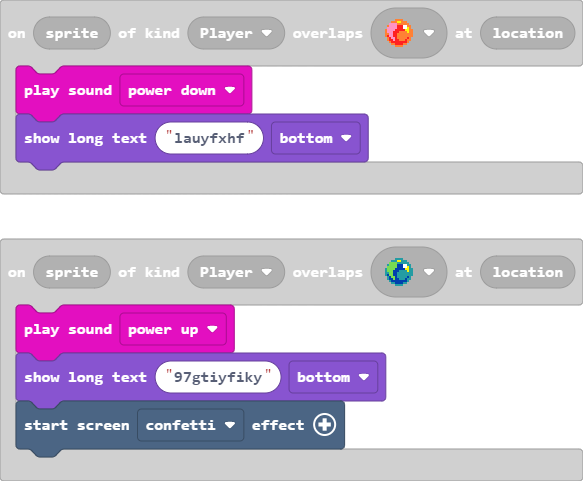 on sprite of kind Player overlaps at location
play sound power down
show long text "lauyfxhf" bottom
on sprite of kind Player overlaps at location
play sound power up
show long text "97gtiyfiky" bottom
start screen confetti effect